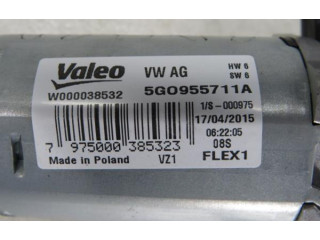 Valeo VW AG HW 6
SW 6
W000038532 5G0955711A
1/S -000975
17/04/2015
06:22:05
08S
7 975000 385323
Made in Poland VZ1 FLEX1